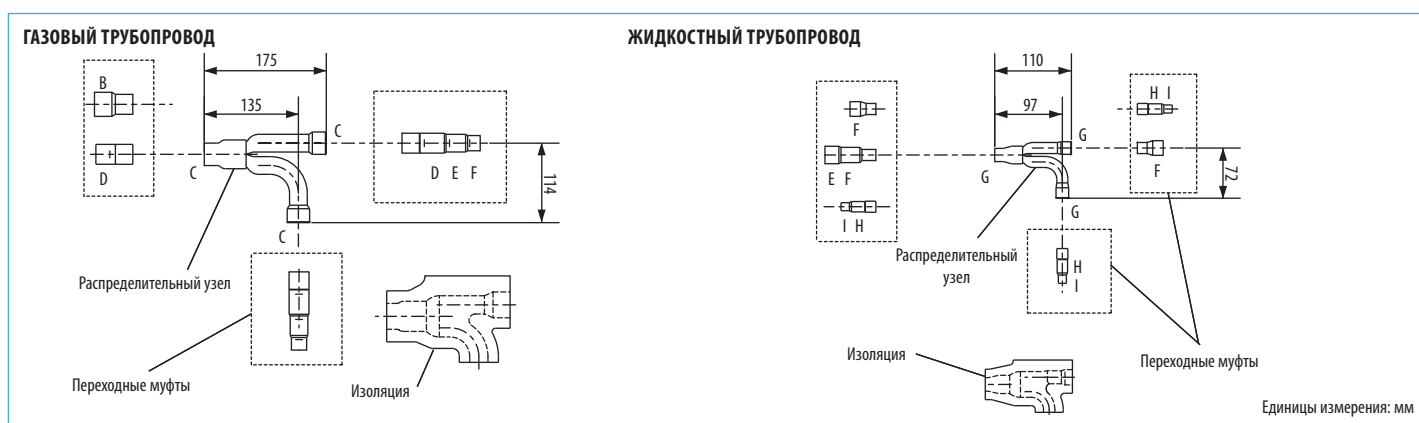 ГАЗОВЫЙ ТРУБОПРОВОД
175
135
B
D
C
C
C
D E F
114
Распределительный узел
Переходные муфты
Изоляция
ЖИДКОСТНЫЙ ТРУБОПРОВОД
110
97
F
E F
I H
G
G
G
H I
F
72
H
I
Распределительный
узел
Переходные муфты
Изоляция
Единицы измерения: мм